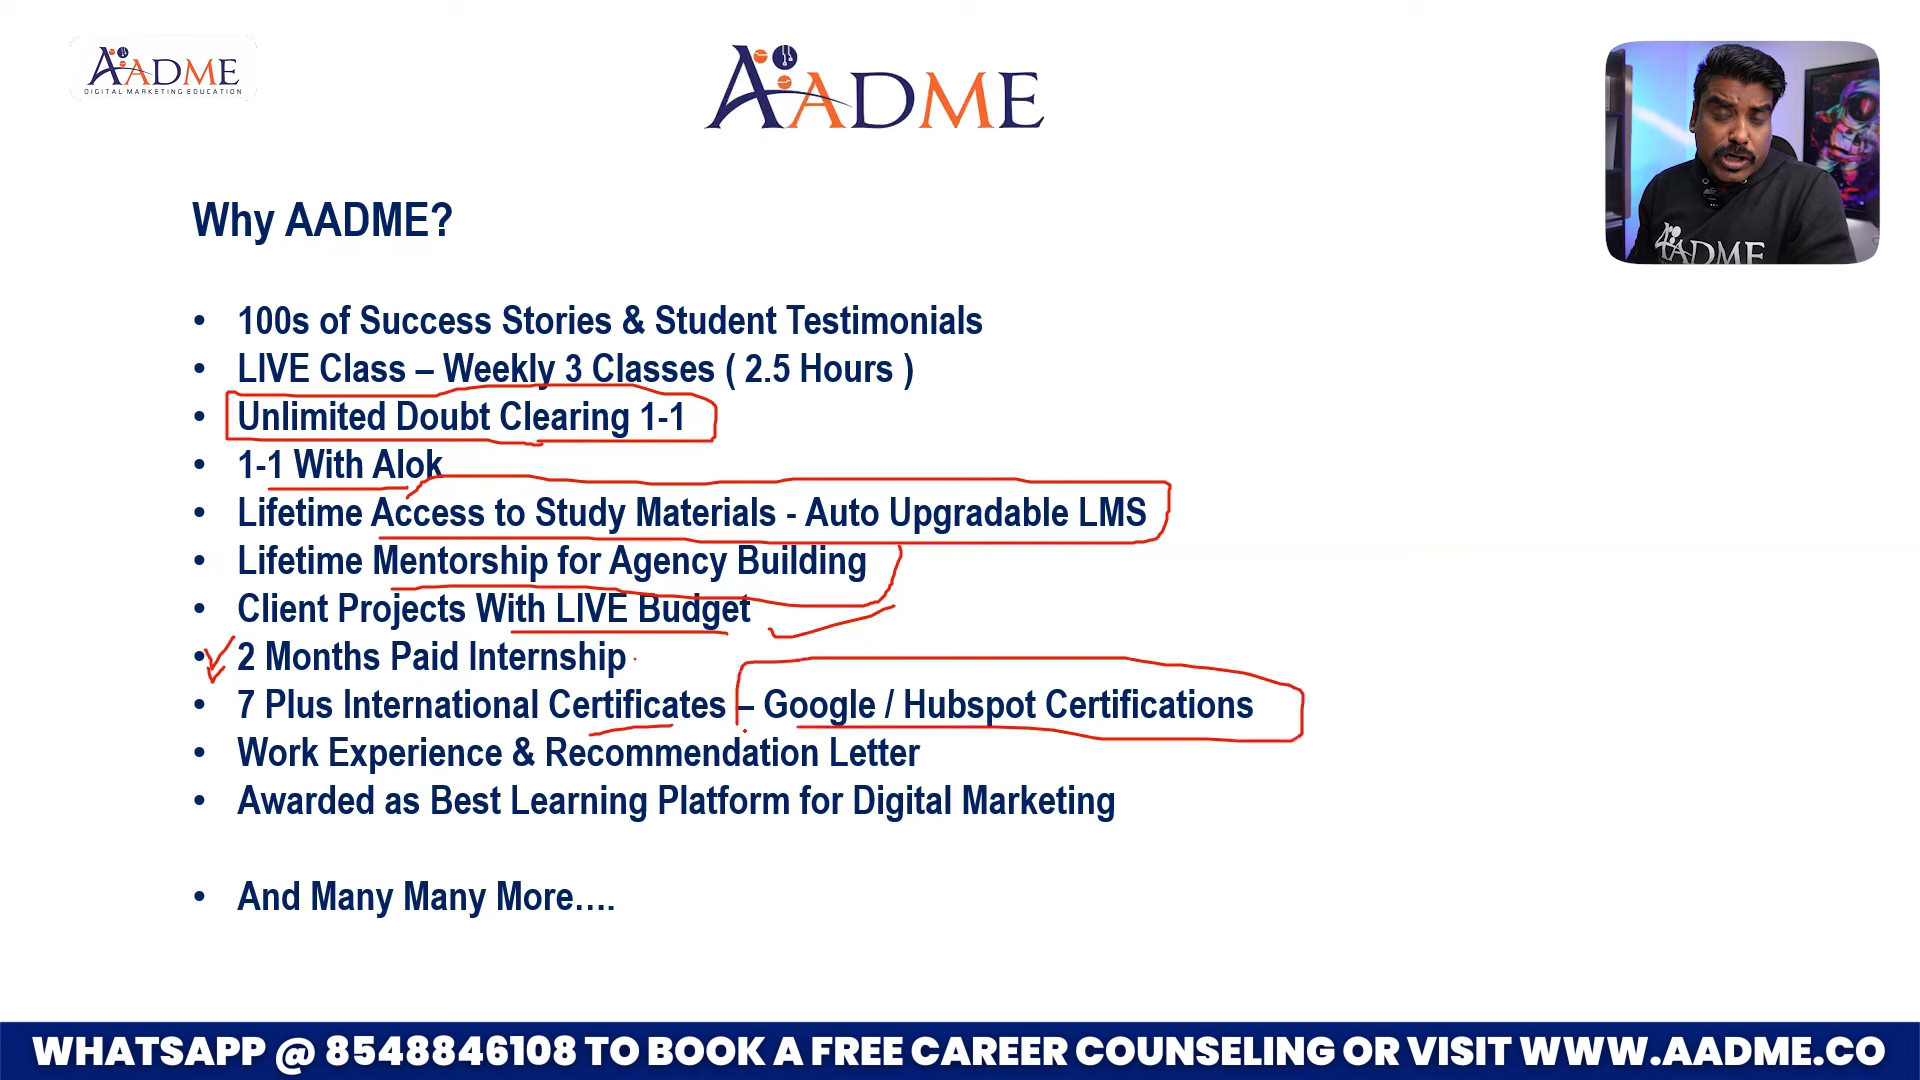 AADME
DIGITAL MARKETING EDUCATION
AADME
AADME
Why AADME?
• 100s of Success Stories & Student Testimonials
• LIVE Class – Weekly 3 Classes ( 2.5 Hours )
• Unlimited Doubt Clearing 1-1
• 1-1 With Alok
• Lifetime Access to Study Materials - Auto Upgradable LMS
• Lifetime Mentorship for Agency Building
• Client Projects With LIVE Budget
• 2 Months Paid Internship
• 7 Plus International Certificates – Google / Hubspot Certifications
• Work Experience & Recommendation Letter
• Awarded as Best Learning Platform for Digital Marketing
• And Many Many More….
WHATSAPP @ 8548846108 TO BOOK A FREE CAREER COUNSELING OR VISIT WWW.AADME.CO